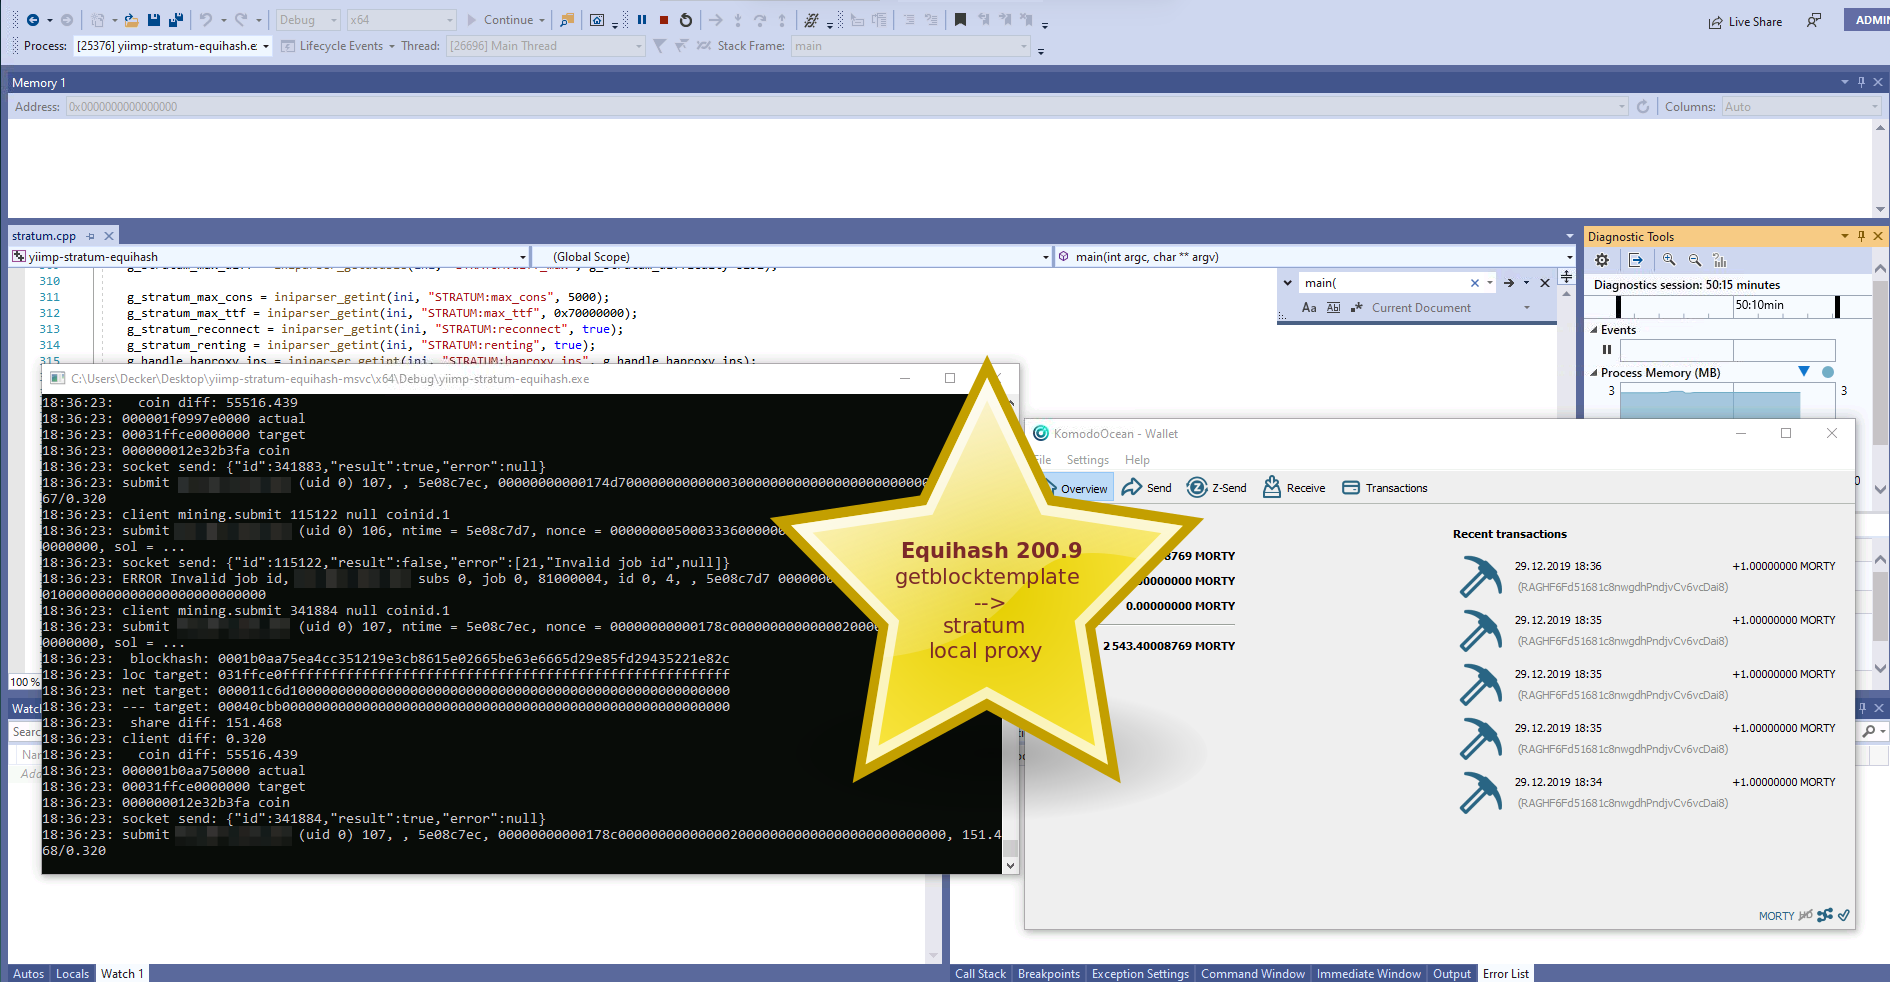 Debug x64 Continue Live Share ADMIN
Process: [25376] yiimp-stratum-equihash.e Lifecycle Events Thread: [26696] Main Thread Stack Frame: main
Memory 1
Address: 0x0000000000000000 Columns: Auto
stratum.cpp
yiimp-stratum-equihash (Global Scope) main(int argc, char ** argv)
310
311 g_stratum_max_cons = iniparser_getint(ini, "STRATUM:max_cons", 5000);
312 g_stratum_max_ttf = iniparser_getint(ini, "STRATUM:max_ttf", 0x70000000);
313 g_stratum_reconnect = iniparser_getint(ini, "STRATUM:reconnect", true);
314 g_stratum_renting = iniparser_getint(ini, "STRATUM:renting", true);
315 g_handle_haproxy_ips = iniparser_getint(ini, "STRATUM:haproxy_ips", g_handle_haproxy_ips);
main(
Aa Ab Current Document
Diagnostic Tools
Diagnostics session: 50:15 minutes
50:10min
Events
Process Memory (MB)
3 3
0
100 %
C:\Users\Decker\Desktop\yiimp-stratum-equihash-msvc\x64\Debug\yiimp-stratum-equihash.exe
18:36:23: coin diff: 55516.439
18:36:23: 000001f0997e0000 actual
18:36:23: 00031ffce0000000 target
18:36:23: 000000012e32b3fa coin
18:36:23: socket send: {"id":341883,"result":true,"error":null}
18:36:23: submit (uid 0) 107, , 5e08c7ec,
67/0.320
18:36:23: client mining.submit 115122 null coinid.1
18:36:23: submit (uid 0) 106, ntime = 5e08c7d7, nonce =
0000000, sol = ...
18:36:23: socket send: {"id":115122,"result":false,"error":[21,"Invalid job id",null]}
18:36:23: ERROR Invalid job id, subs 0, job 0, 81000004, id 0, 4, , 5e08c7d7
0100000000000000000000000000
18:36:23: client mining.submit 341884 null coinid.1
18:36:23: submit (uid 0) 107, ntime = 5e08c7ec, nonce =
0000000, sol = ...
18:36:23: blockhash: 0001b0aa75ea4cc351219e3cb8615e02665be63e6665d29e85fd29435221e82c
18:36:23: loc target: 031ffce0ffffffffffffffffffffffffffffffffffffffffffffffffffffffff
18:36:23: net target: 000011c6d1000000000000000000000000000000000000000000000000000000
18:36:23: --- target: 00040cbb00000000000000000000000000000000000000000000000000000000
18:36:23: share diff: 151.468
18:36:23: client diff: 0.320
18:36:23: coin diff: 55516.439
18:36:23: 000001b0aa750000 actual
18:36:23: 00031ffce0000000 target
18:36:23: 000000012e32b3fa coin
18:36:23: socket send: {"id":341884,"result":true,"error":null}
18:36:23: submit (uid 0) 107, , 5e08c7ec, 00000000000178c00000000000000200000000000000000000000000, 151.4
68/0.320
Equihash 200.9
getblocktemplate
-->
stratum
local proxy
KomodoOcean - Wallet
Settings Help
Overview Send Z-Send Receive Transactions
8769 MORTY
0000000 MORTY
0.00000000 MORTY
2 543.40008769 MORTY
Recent transactions
29.12.2019 18:36 +1.00000000 MORTY
(RAGHF6Fd51681c8nwgdhPndjvCv6vcDai8)
29.12.2019 18:35 +1.00000000 MORTY
(RAGHF6Fd51681c8nwgdhPndjvCv6vcDai8)
29.12.2019 18:35 +1.00000000 MORTY
(RAGHF6Fd51681c8nwgdhPndjvCv6vcDai8)
29.12.2019 18:35 +1.00000000 MORTY
(RAGHF6Fd51681c8nwgdhPndjvCv6vcDai8)
29.12.2019 18:34 +1.00000000 MORTY
(RAGHF6Fd51681c8nwgdhPndjvCv6vcDai8)
MORTY HD
Watch
Searc
Nar
Add
Autos Locals Watch 1
Call Stack Breakpoints Exception Settings Command Window Immediate Window Output Error List